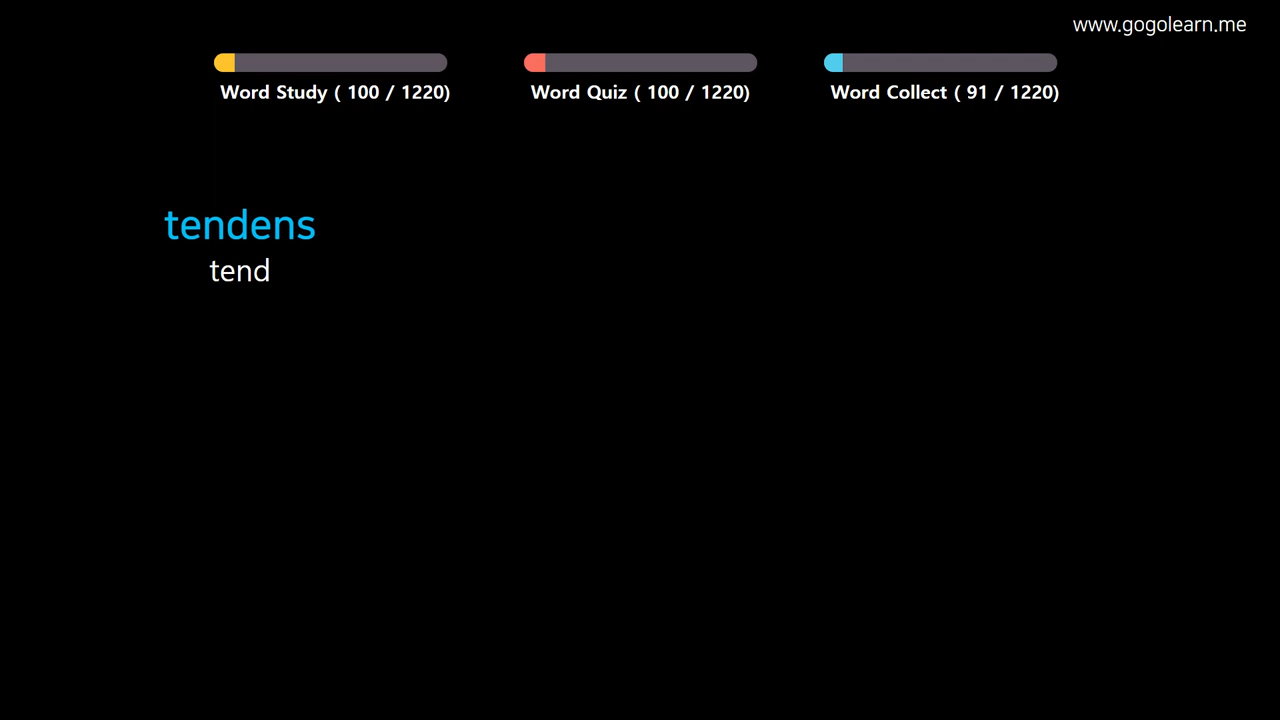 www.gogolearn.me
Word Study ( 100 / 1220)
Word Quiz ( 100 / 1220)
Word Collect ( 91 / 1220)
tendens
tend